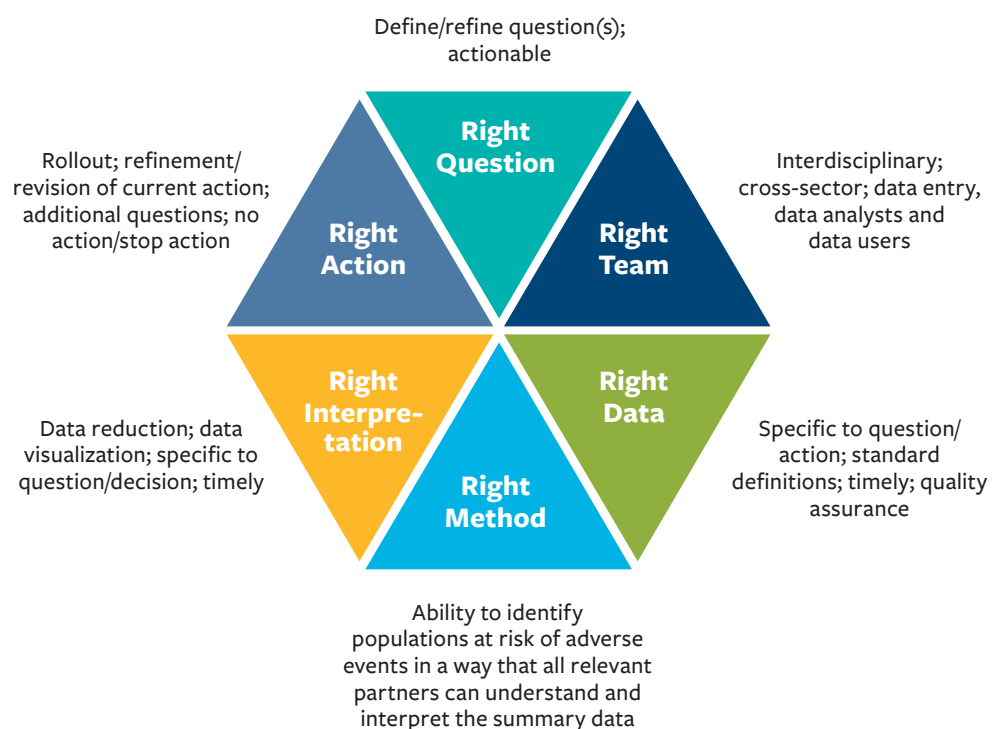 Define/refine question(s);
actionable
Right
Question
Right
Team
Interdisciplinary;
cross-sector; data entry,
data analysts and
data users
Right
Data
Specific to question/
action; standard
definitions; timely; quality
assurance
Right
Method
Ability to identify
populations at risk of adverse
events in a way that all relevant
partners can understand and
interpret the summary data
Right
Interpre-
tation
Data reduction; data
visualization; specific to
question/decision; timely
Right
Action
Rollout; refinement/
revision of current action;
additional questions; no
action/stop action